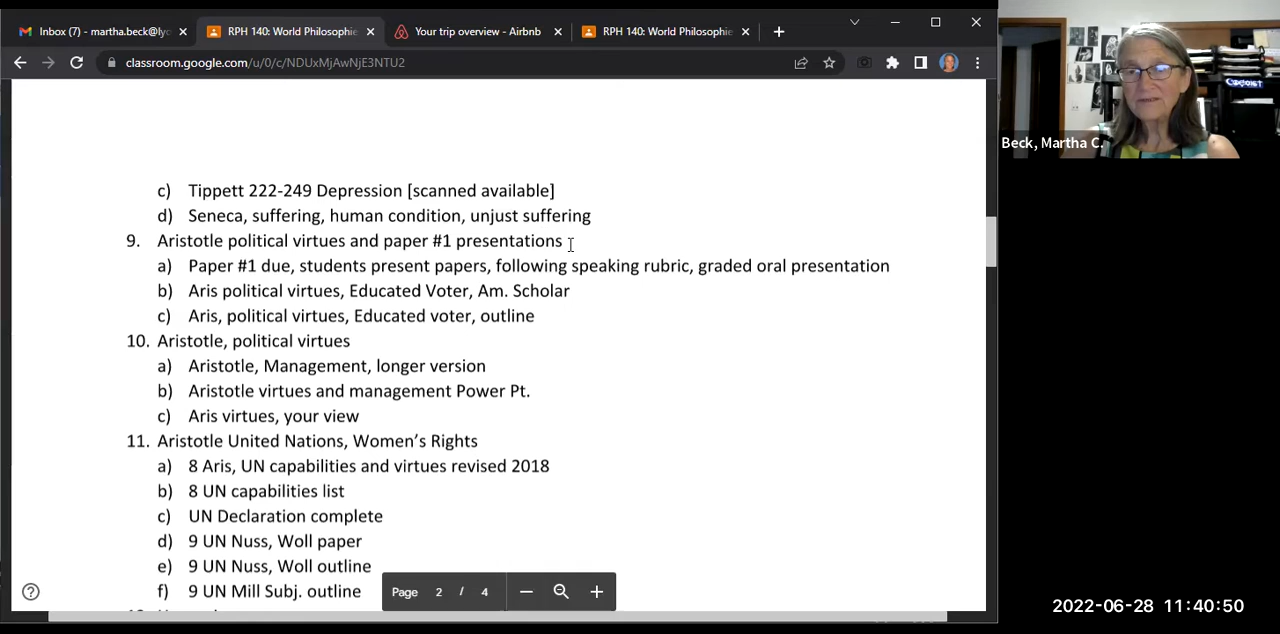 Inbox (7) - martha.beck@lyc
RPH 140: World Philosophie
Your trip overview - Airbnb
RPH 140: World Philosophie
classroom.google.com/u/0/c/NDUxMjAwNjE3NTU2
c) Tippett 222-249 Depression [scanned available]
d) Seneca, suffering, human condition, unjust suffering
9. Aristotle political virtues and paper #1 presentations
a) Paper #1 due, students present papers, following speaking rubric, graded oral presentation
b) Aris political virtues, Educated Voter, Am. Scholar
c) Aris, political virtues, Educated voter, outline
10. Aristotle, political virtues
a) Aristotle, Management, longer version
b) Aristotle virtues and management Power Pt.
c) Aris virtues, your view
11. Aristotle United Nations, Women's Rights
a) 8 Aris, UN capabilities and virtues revised 2018
b) 8 UN capabilities list
c) UN Declaration complete
d) 9 UN Nuss, Woll paper
e) 9 UN Nuss, Woll outline
f) 9 UN Mill Subj. outline
Page 2 / 4
Beck, Martha C.
2022-06-28 11:40:50